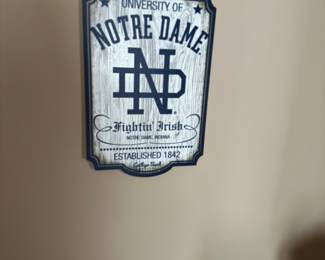 UNIVERSITY OF
NOTRE DAME
ND
Fightin' Irish
NOTRE DAME, INDIANA
ESTABLISHED 1842